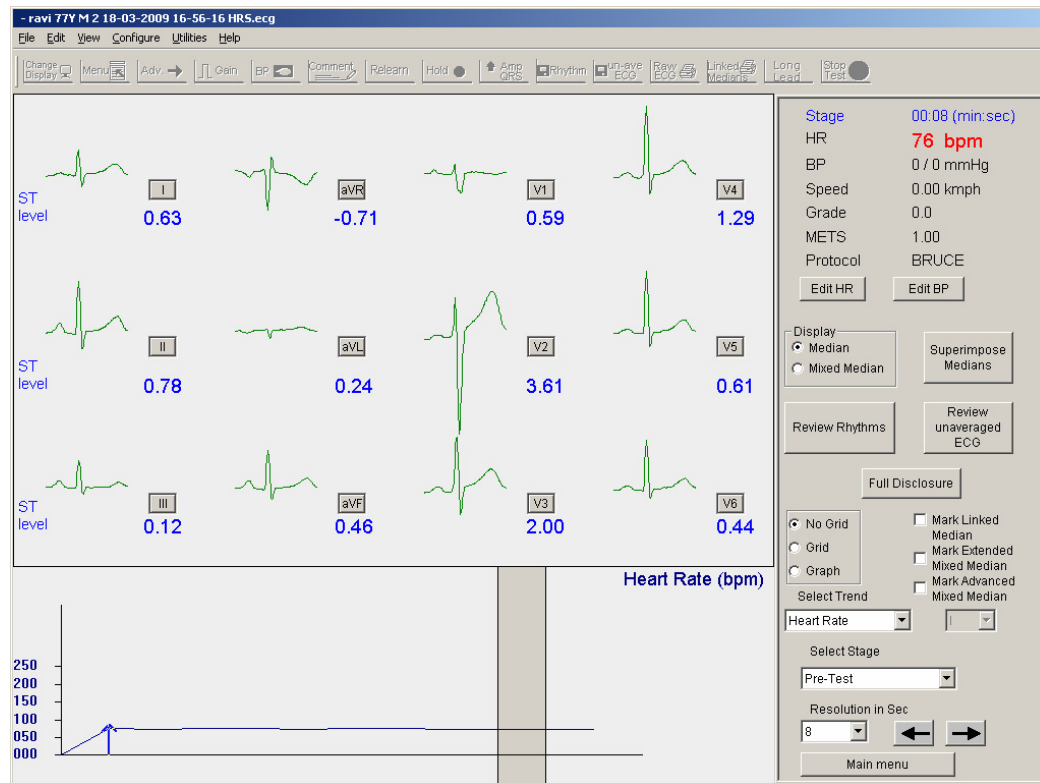 - ravi 77Y M 2 18-03-2009 16-56-16 HRS.ecg
File Edit View Configure Utilities Help
Change Display Menu Adv. Gain BP Comment Relearn Hold Amp QRS Rhythm un-ave ECG Raw ECG Linked Medians Long Lead Stop Test
ST level
I
0.63
aVR
-0.71
V1
0.59
V4
1.29
ST level
II
0.78
aVL
0.24
V2
3.61
V5
0.61
ST level
III
0.12
aVF
0.46
V3
2.00
V6
0.44
Heart Rate (bpm)
250
200
150
100
050
000
Stage 00:08 (min:sec)
HR 76 bpm
BP 0 / 0 mmHg
Speed 0.00 kmph
Grade 0.0
METS 1.00
Protocol BRUCE
Edit HR Edit BP
Display
Median
Mixed Median
Superimpose
Medians
Review Rhythms
Review
unaveraged
ECG
Full Disclosure
No Grid
Grid
Graph
Mark Linked
Median
Mark Extended
Mixed Median
Mark Advanced
Mixed Median
Select Trend
Heart Rate
I
Select Stage
Pre-Test
Resolution in Sec
8
Main menu